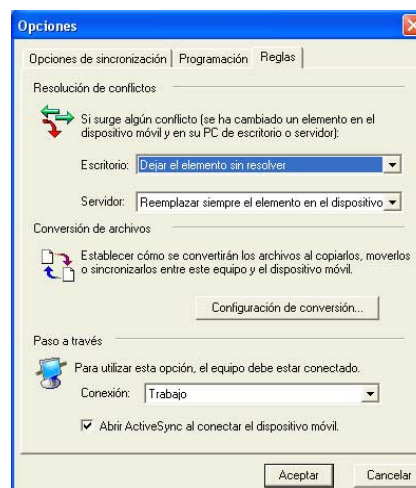 Opciones
Opciones de sincronización
Programación
Reglas
Resolución de conflictos
Si surge algún conflicto (se ha cambiado un elemento en el
dispositivo móvil y en su PC de escritorio o servidor):
Escritorio: Dejar el elemento sin resolver
Servidor: Reemplazar siempre el elemento en el dispositivo
Conversión de archivos
Establecer cómo se convertirán los archivos al copiarlos, moverlos
o sincronizarlos entre este equipo y el dispositivo móvil.
Configuración de conversión...
Paso a través
Para utilizar esta opción, el equipo debe estar conectado.
Conexión: Trabajo
Abrir ActiveSync al conectar el dispositivo móvil.
Aceptar
Cancelar